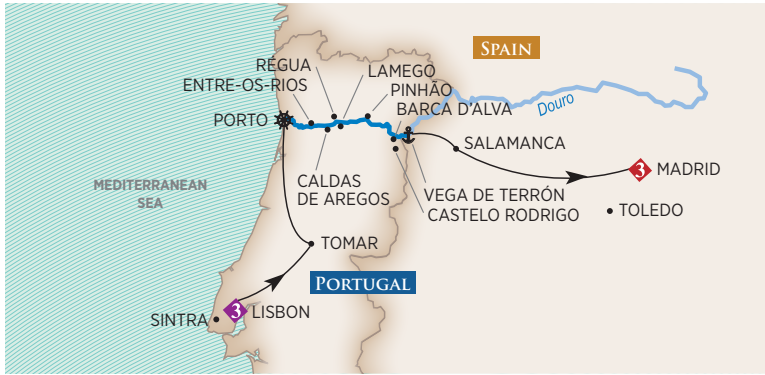 SPAIN
RÉGUA
LAMEGO
ENTRE-OS-RIOS
PINHÃO
BARCA D'ALVA
Douro
PORTO
SALAMANCA
3 MADRID
MEDITERRANEAN
SEA
CALDAS
DE AREGOS
VEGA DE TERRÓN
CASTELO RODRIGO
TOLEDO
TOMAR
PORTUGAL
3 LISBON
SINTRA